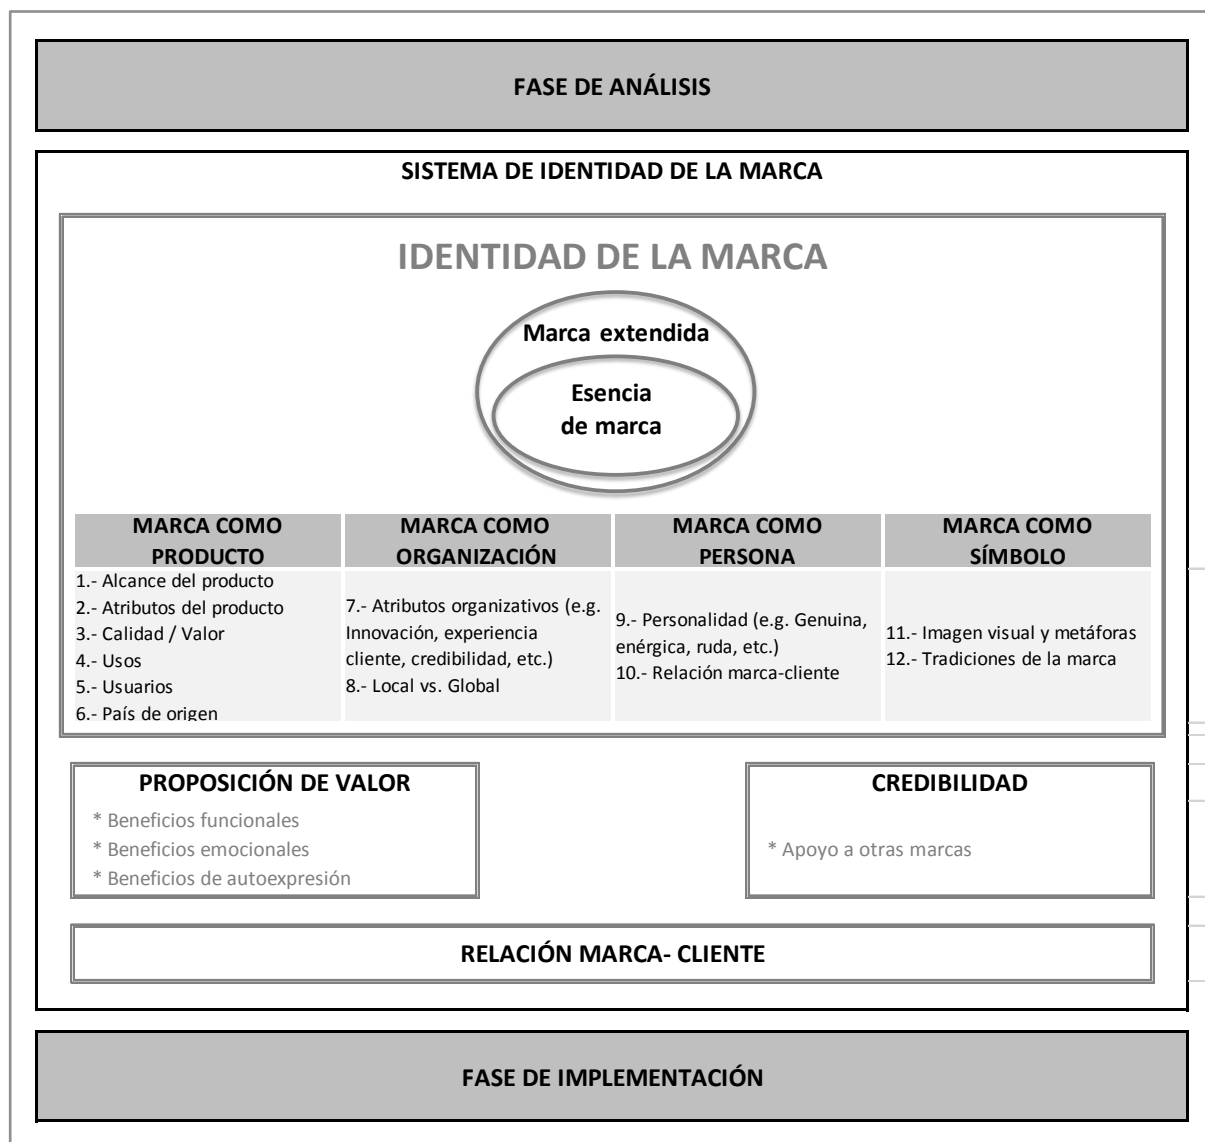 FASE DE ANÁLISIS
SISTEMA DE IDENTIDAD DE LA MARCA
IDENTIDAD DE LA MARCA
Marca extendida
Esencia
de marca
MARCA COMO
PRODUCTO
1.- Alcance del producto
2.- Atributos del producto
3.- Calidad / Valor
4.- Usos
5.- Usuarios
6.- País de origen
MARCA COMO
ORGANIZACIÓN
7.- Atributos organizativos (e.g.
Innovación, experiencia
cliente, credibilidad, etc.)
8.- Local vs. Global
MARCA COMO
PERSONA
9.- Personalidad (e.g. Genuina,
enérgica, ruda, etc.)
10.- Relación marca-cliente
MARCA COMO
SÍMBOLO
11.- Imagen visual y metáforas
12.- Tradiciones de la marca
PROPOSICIÓN DE VALOR
* Beneficios funcionales
* Beneficios emocionales
* Beneficios de autoexpresión
CREDIBILIDAD
* Apoyo a otras marcas
RELACIÓN MARCA- CLIENTE
FASE DE IMPLEMENTACIÓN